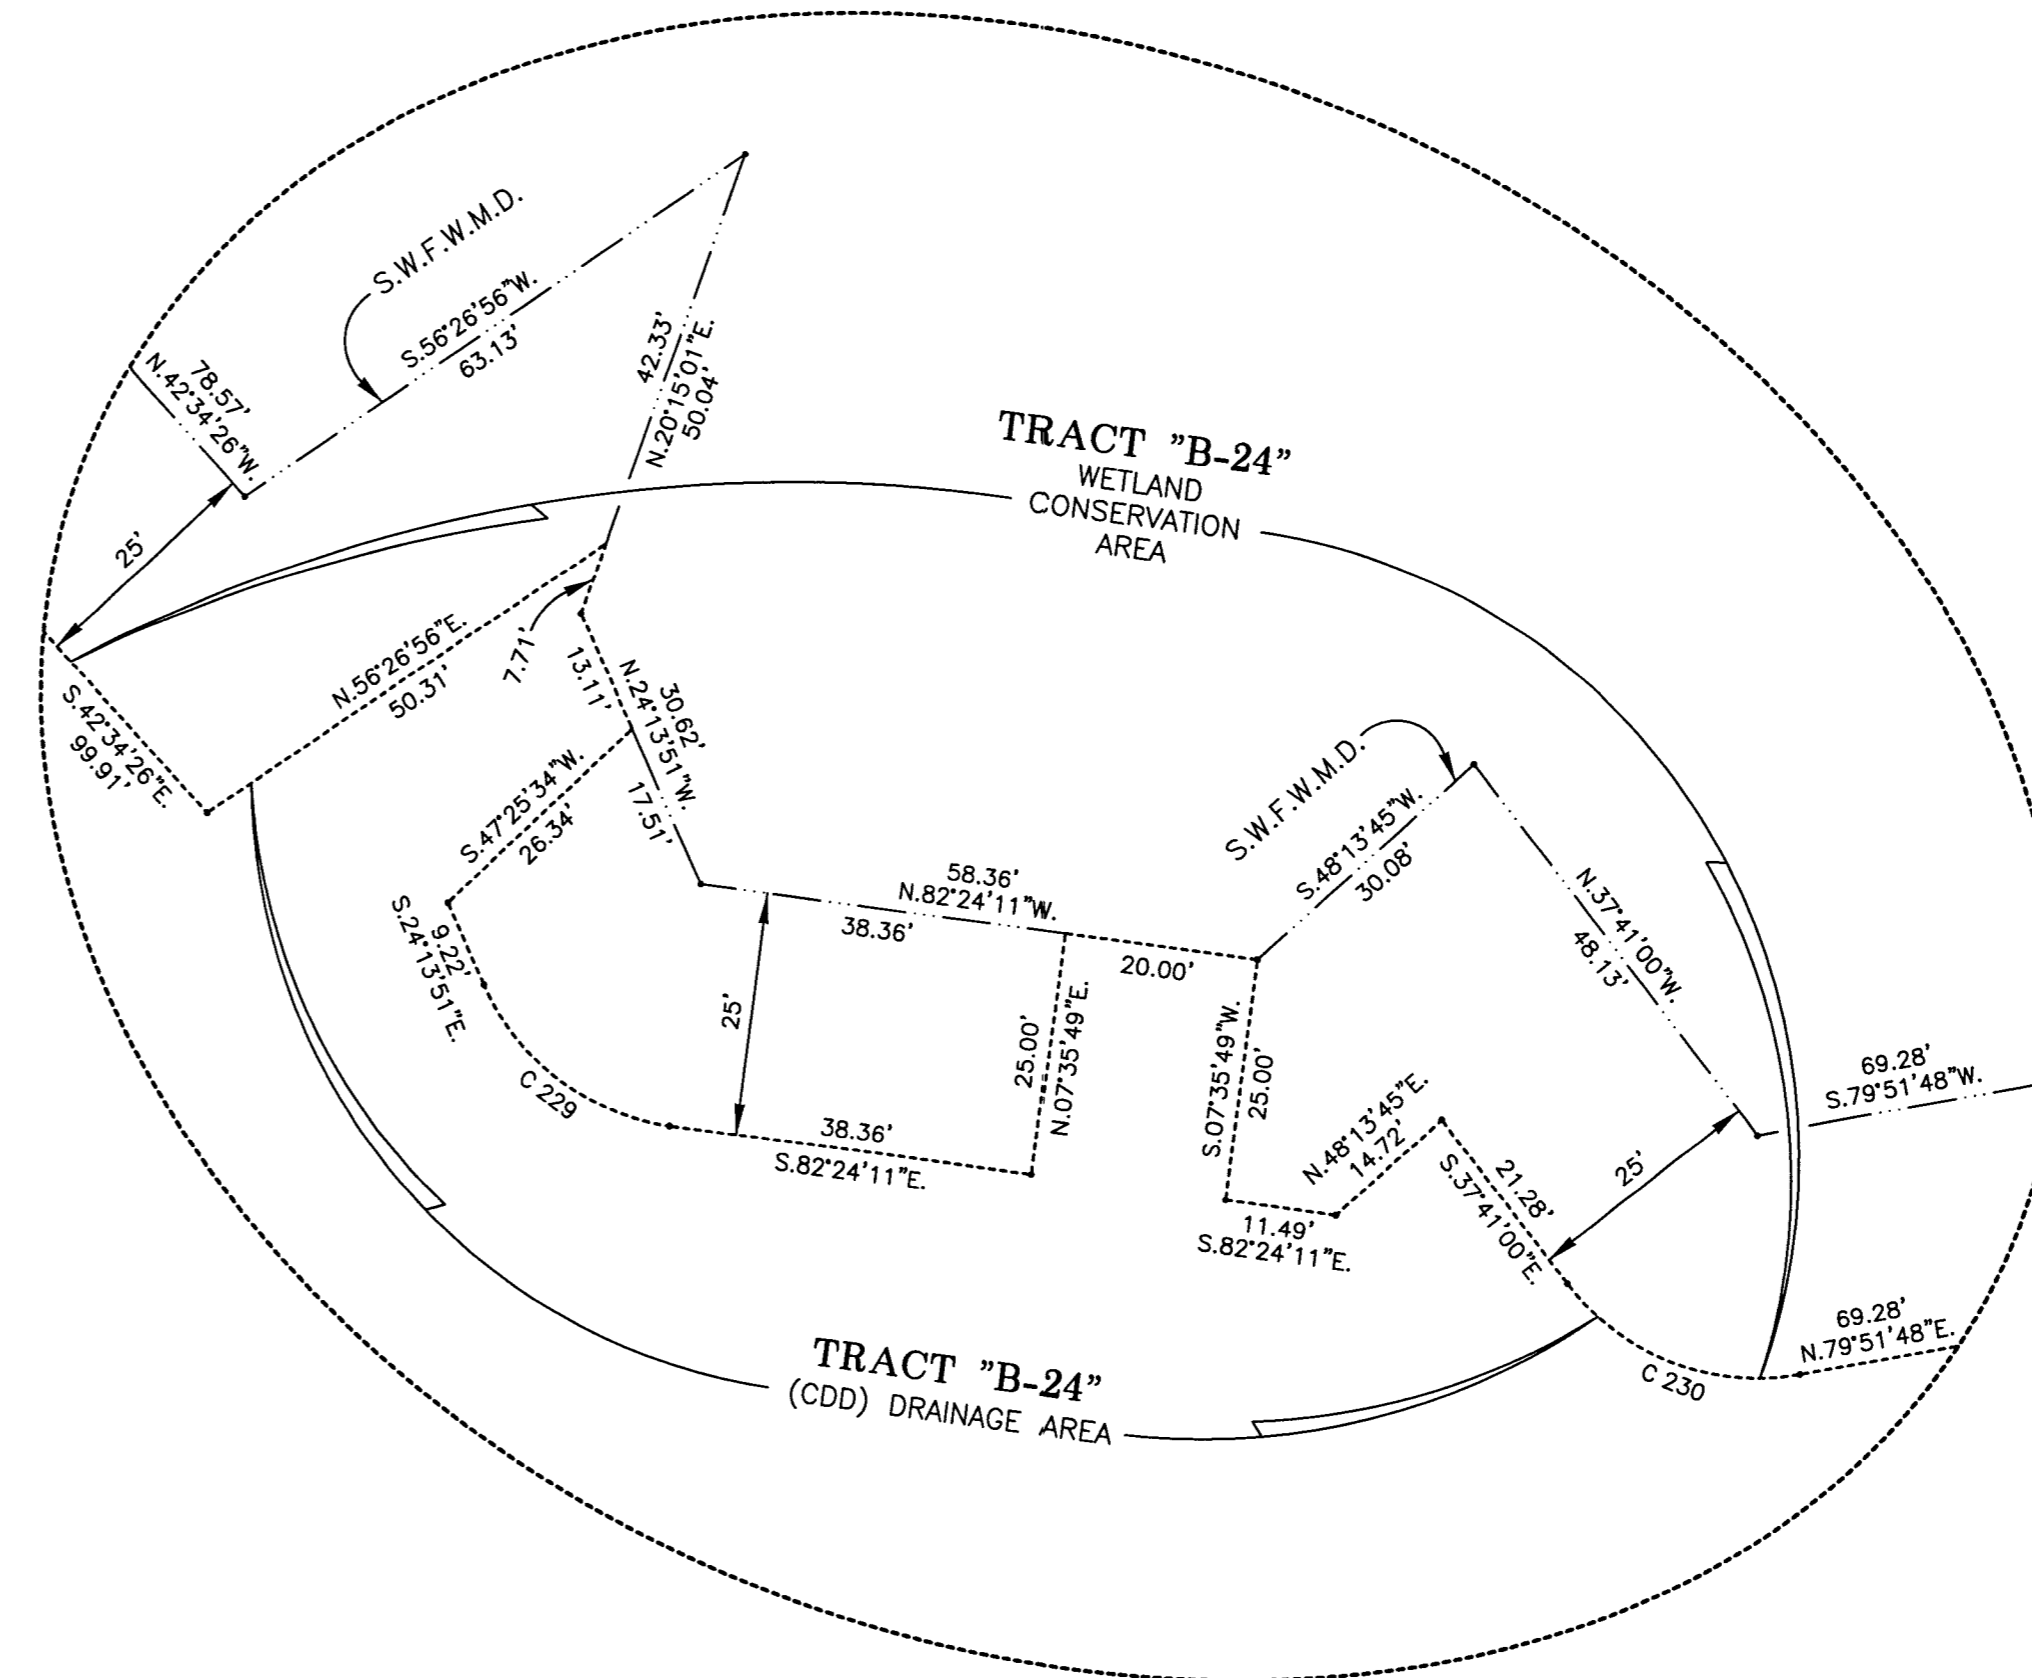 S.W.F.W.M.D.
S.56°26'56"W.
63.13'
78.57'
N.42°34'26"W.
25'
42.33'
N.20°15'01"E.
50.04'
TRACT "B-24"
WETLAND
CONSERVATION
AREA
N.56°26'56"E.
50.31'
7.71'
S.42°34'26"E.
99.91'
30.62'
N.24°13'51"W.
13.11'
17.51'
S.47°25'34"W.
26.34'
9.22'
S.24°13'51"E.
C 229
58.36'
N.82°24'11"W.
38.36'
20.00'
25'
38.36'
S.82°24'11"E.
25.00'
N.07°35'49"E.
S.07°35'49"W.
25.00'
S.W.F.W.M.D.
S.48°13'45"W.
30.08'
N.37°41'00"W.
48.13'
69.28'
S.79°51'48"W.
N.48°13'45"E.
14.72'
11.49'
S.82°24'11"E.
21.28'
S.37°41'00"E.
25'
69.28'
N.79°51'48"E.
C 230
TRACT "B-24"
(CDD) DRAINAGE AREA